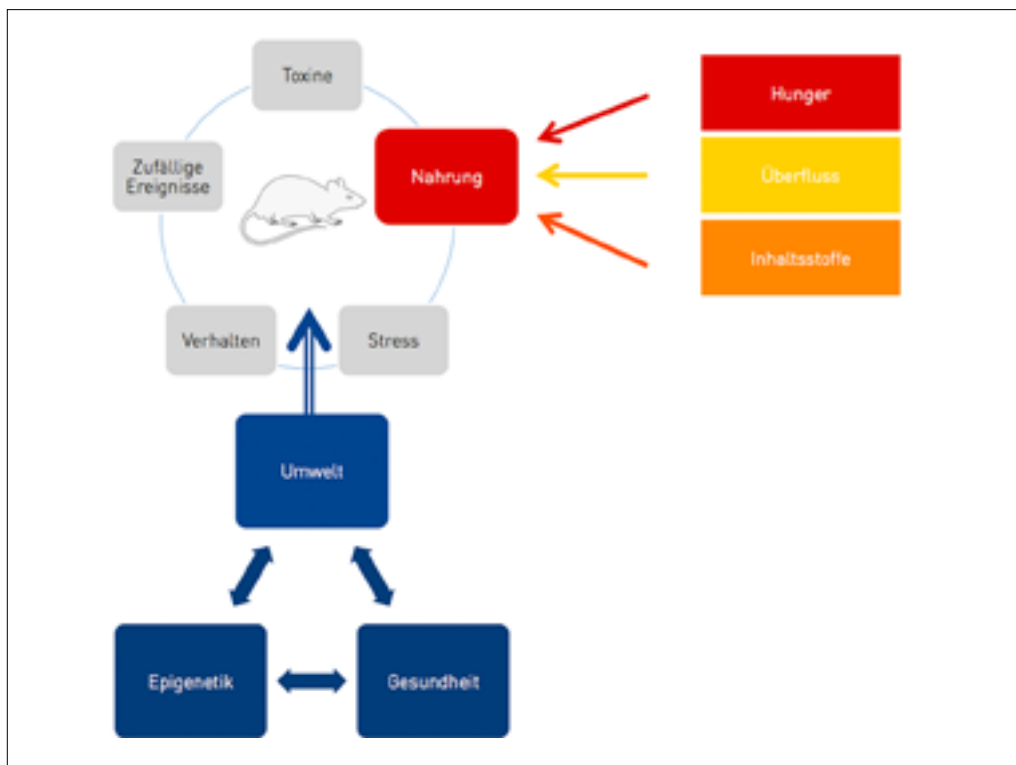 Toxine
Hunger
Zufällige
Ereignisse
Nahrung
Überfluss
Inhaltsstoffe
Verhalten
Stress
Umwelt
Epigenetik
Gesundheit